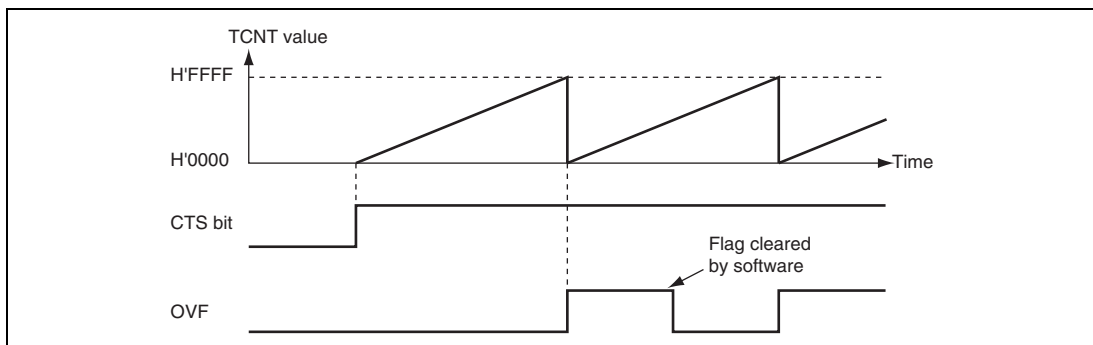 TCNT value
H'FFFF
H'0000
Time
CTS bit
Flag cleared
by software
OVF